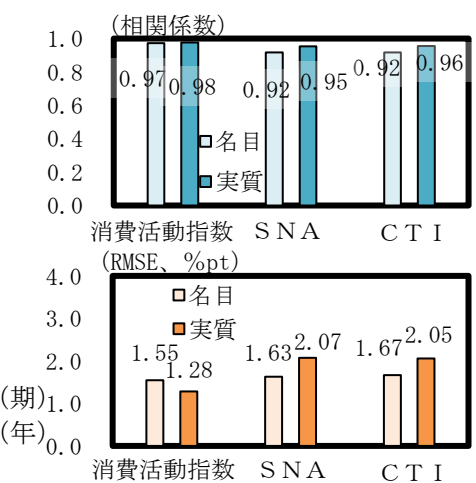 (相関係数)
1.0
0.8
0.6
0.4
0.2
0.0
0.97
0.98
0.92
0.95
0.92
0.96
名目
実質
消費活動指数 ＳＮＡ ＣＴＩ
(RMSE、%pt)
4.0
3.0
2.0
1.0
0.0
名目
実質
1.55
1.28
1.63
2.07
1.67
2.05
(期)
(年)
消費活動指数 ＳＮＡ ＣＴＩ